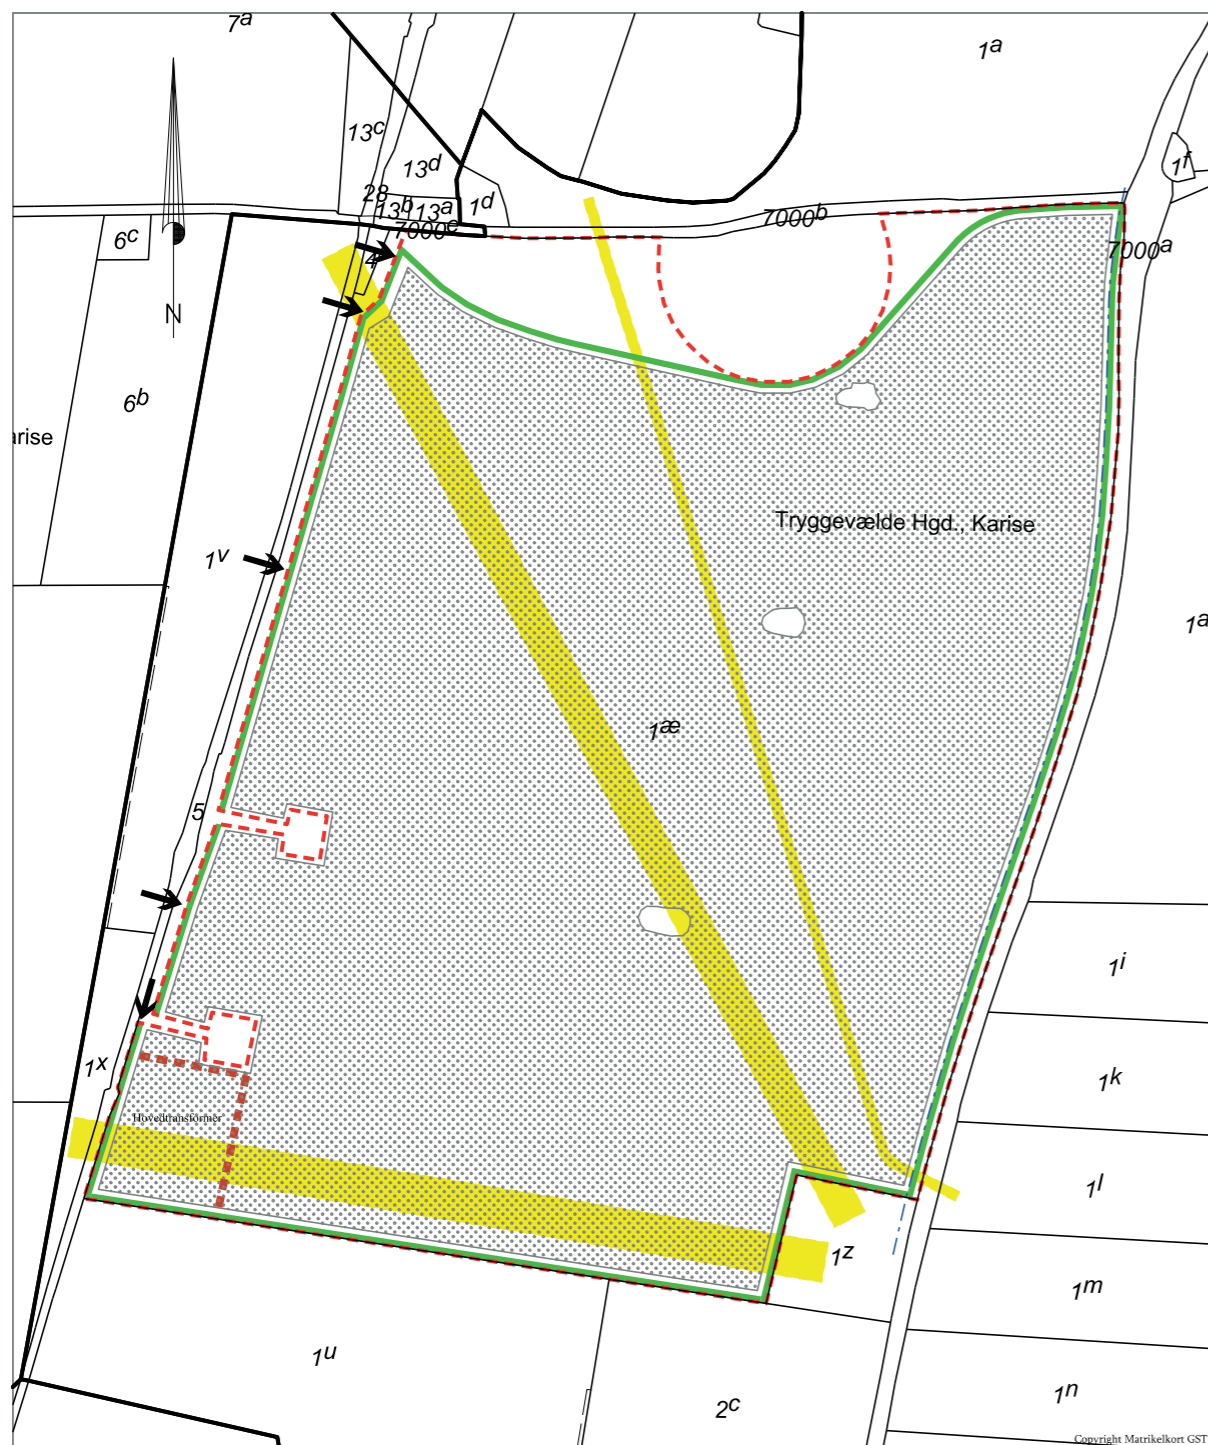 7a
1a
13c
13d
1f
28
13b
13a
1d
7000b
7000e
6c
7000a
4
N
6b
arise
Tryggevælde Hgd., Karise
1v
1a
1æ
5
1i
1x
1k
Hovedtransformer
1l
1z
1m
1u
1n
2c
Copyright Matrikelkort GST